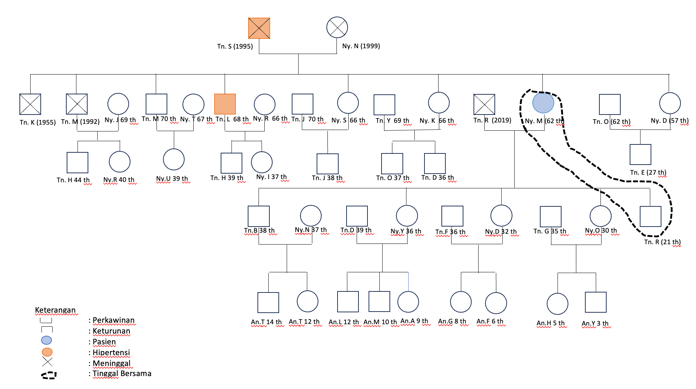 Tn. S (1995)
Ny. N (1999)
Tn. K (1955)
Tn. M (1992)
Ny. J 69 th
Tn. M 70 th
Ny. T 67 th
Tn. L 68 th
Ny. R 66 th
Tn. J 70 th
Ny. S 66 th
Tn. Y 69 th
Ny. K 66 th
Tn. R (2019)
Ny. M (62 th)
Tn. O (62 th)
Ny. D (57 th)
Tn. H 44 th
Ny.R 40 th
Ny.U 39 th
Tn. H 39 th
Ny. I 37 th
Tn. J 38 th
Tn. O 37 th
Tn. D 36 th
Tn. E (27 th)
Tn.B 38 th
Ny.N 37 th
Tn.D 39 th
Ny.Y 36 th
Tn.F 36 th
Ny.D 32 th
Tn. G 35 th
Ny.O 30 th
Tn. R (21 th)
An.T 14 th
An.T 12 th
An.L 12 th
An.M 10 th
An.A 9 th
An.G 8 th
An.F 6 th
An.H 5 th
An.Y 3 th
Keterangan
: Perkawinan
: Keturunan
: Pasien
: Hipertensi
: Meninggal
: Tinggal Bersama